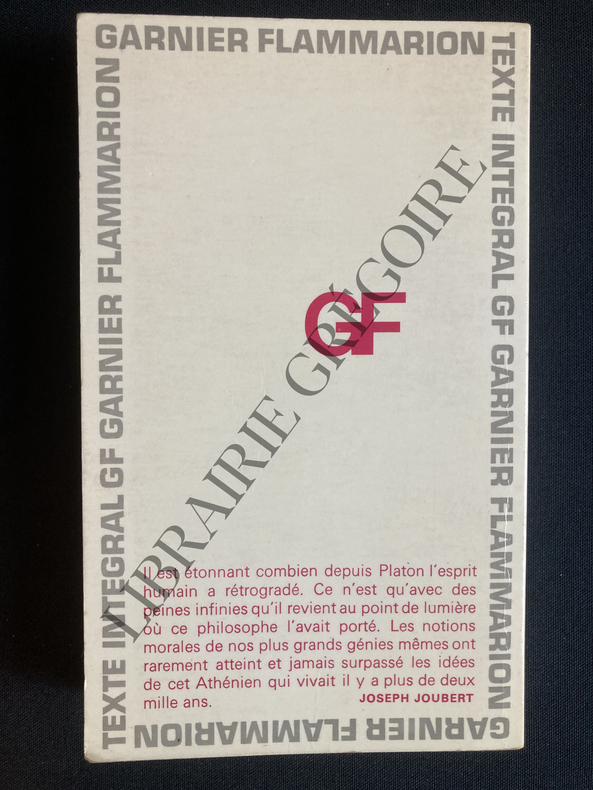 GARNIER FLAMMARION
TEXTE INTEGRAL GF GARNIER FLAMMARION
TEXTE INTEGRAL GF GARNIER FLAMMARION
GF
LIBRAIRIE GRÉGOIRE
Il est étonnant combien depuis Platon l'esprit
humain a rétrogradé. Ce n'est qu'avec des
peines infinies qu'il revient au point de lumière
où ce philosophe l'avait porté. Les notions
morales de nos plus grands génies mêmes ont
rarement atteint et jamais surpassé les idées
de cet Athénien qui vivait il y a plus de deux
mille ans. JOSEPH JOUBERT
GARNIER FLAMMARION